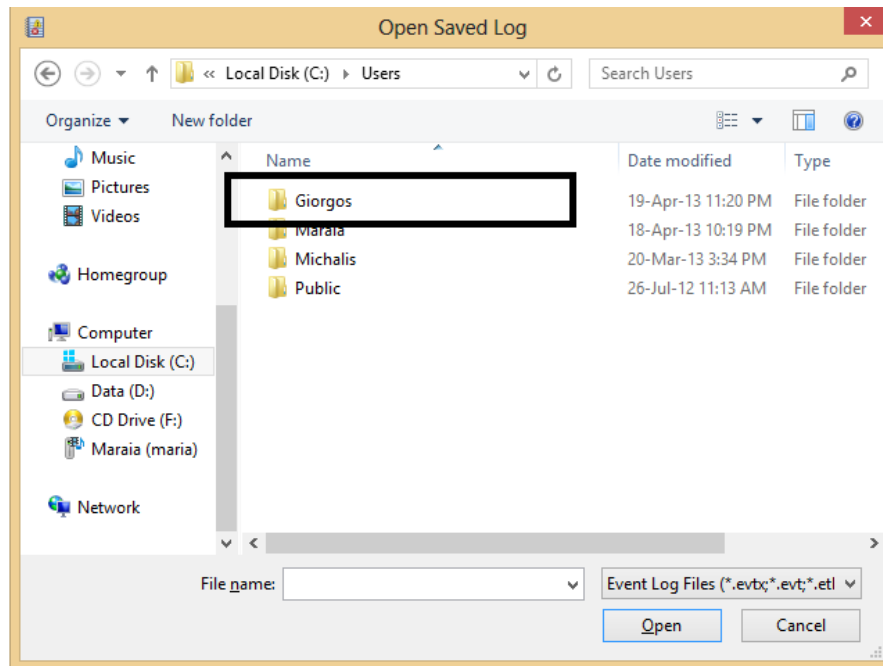 Open Saved Log
« Local Disk (C:) Users
Search Users
Organize
New folder
Name
Date modified
Type
Music
Pictures
Videos
Homegroup
Computer
Local Disk (C:)
Data (D:)
CD Drive (F:)
Maraia (maria)
Network
Giorgos
19-Apr-13 11:20 PM
File folder
Maraia
18-Apr-13 10:19 PM
File folder
Michalis
20-Mar-13 3:34 PM
File folder
Public
26-Jul-12 11:13 AM
File folder
File name:
Event Log Files (*.evtx;*.evt;*.etl
Open
Cancel